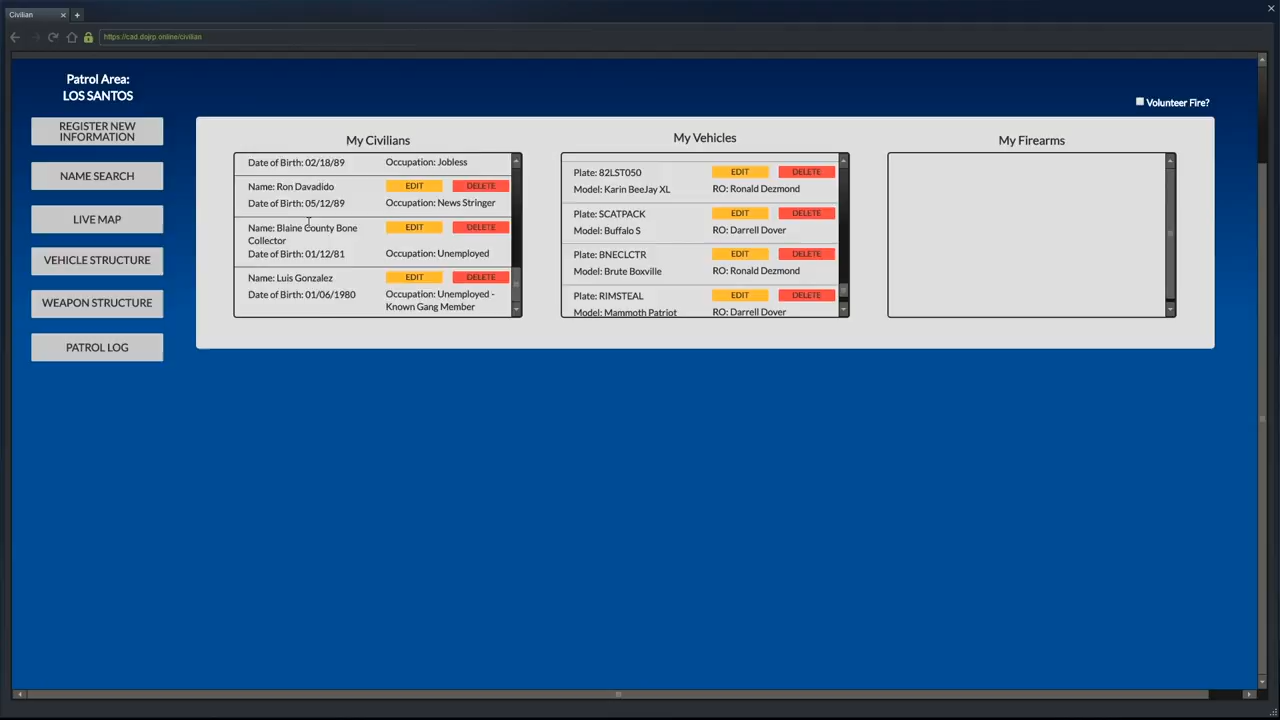 Civilian
https://cad.dojrp.online/civilian
Patrol Area:
LOS SANTOS
Volunteer Fire?
REGISTER NEW
INFORMATION
NAME SEARCH
LIVE MAP
VEHICLE STRUCTURE
WEAPON STRUCTURE
PATROL LOG
My Civilians
Date of Birth: 02/18/89 Occupation: Jobless
Name: Ron Davadido EDIT DELETE
Date of Birth: 05/12/89 Occupation: News Stringer
Name: Blaine County Bone EDIT DELETE
Collector
Date of Birth: 01/12/81 Occupation: Unemployed
Name: Luis Gonzalez EDIT DELETE
Date of Birth: 01/06/1980 Occupation: Unemployed -
Known Gang Member
My Vehicles
Plate: 82LST050 EDIT DELETE
Model: Karin BeeJay XL RO: Ronald Dezmond
Plate: SCATPACK EDIT DELETE
Model: Buffalo S RO: Darrell Dover
Plate: BNECLCTR EDIT DELETE
Model: Brute Boxville RO: Ronald Dezmond
Plate: RIMSTEAL EDIT DELETE
Model: Mammoth Patriot RO: Darrell Dover
My Firearms